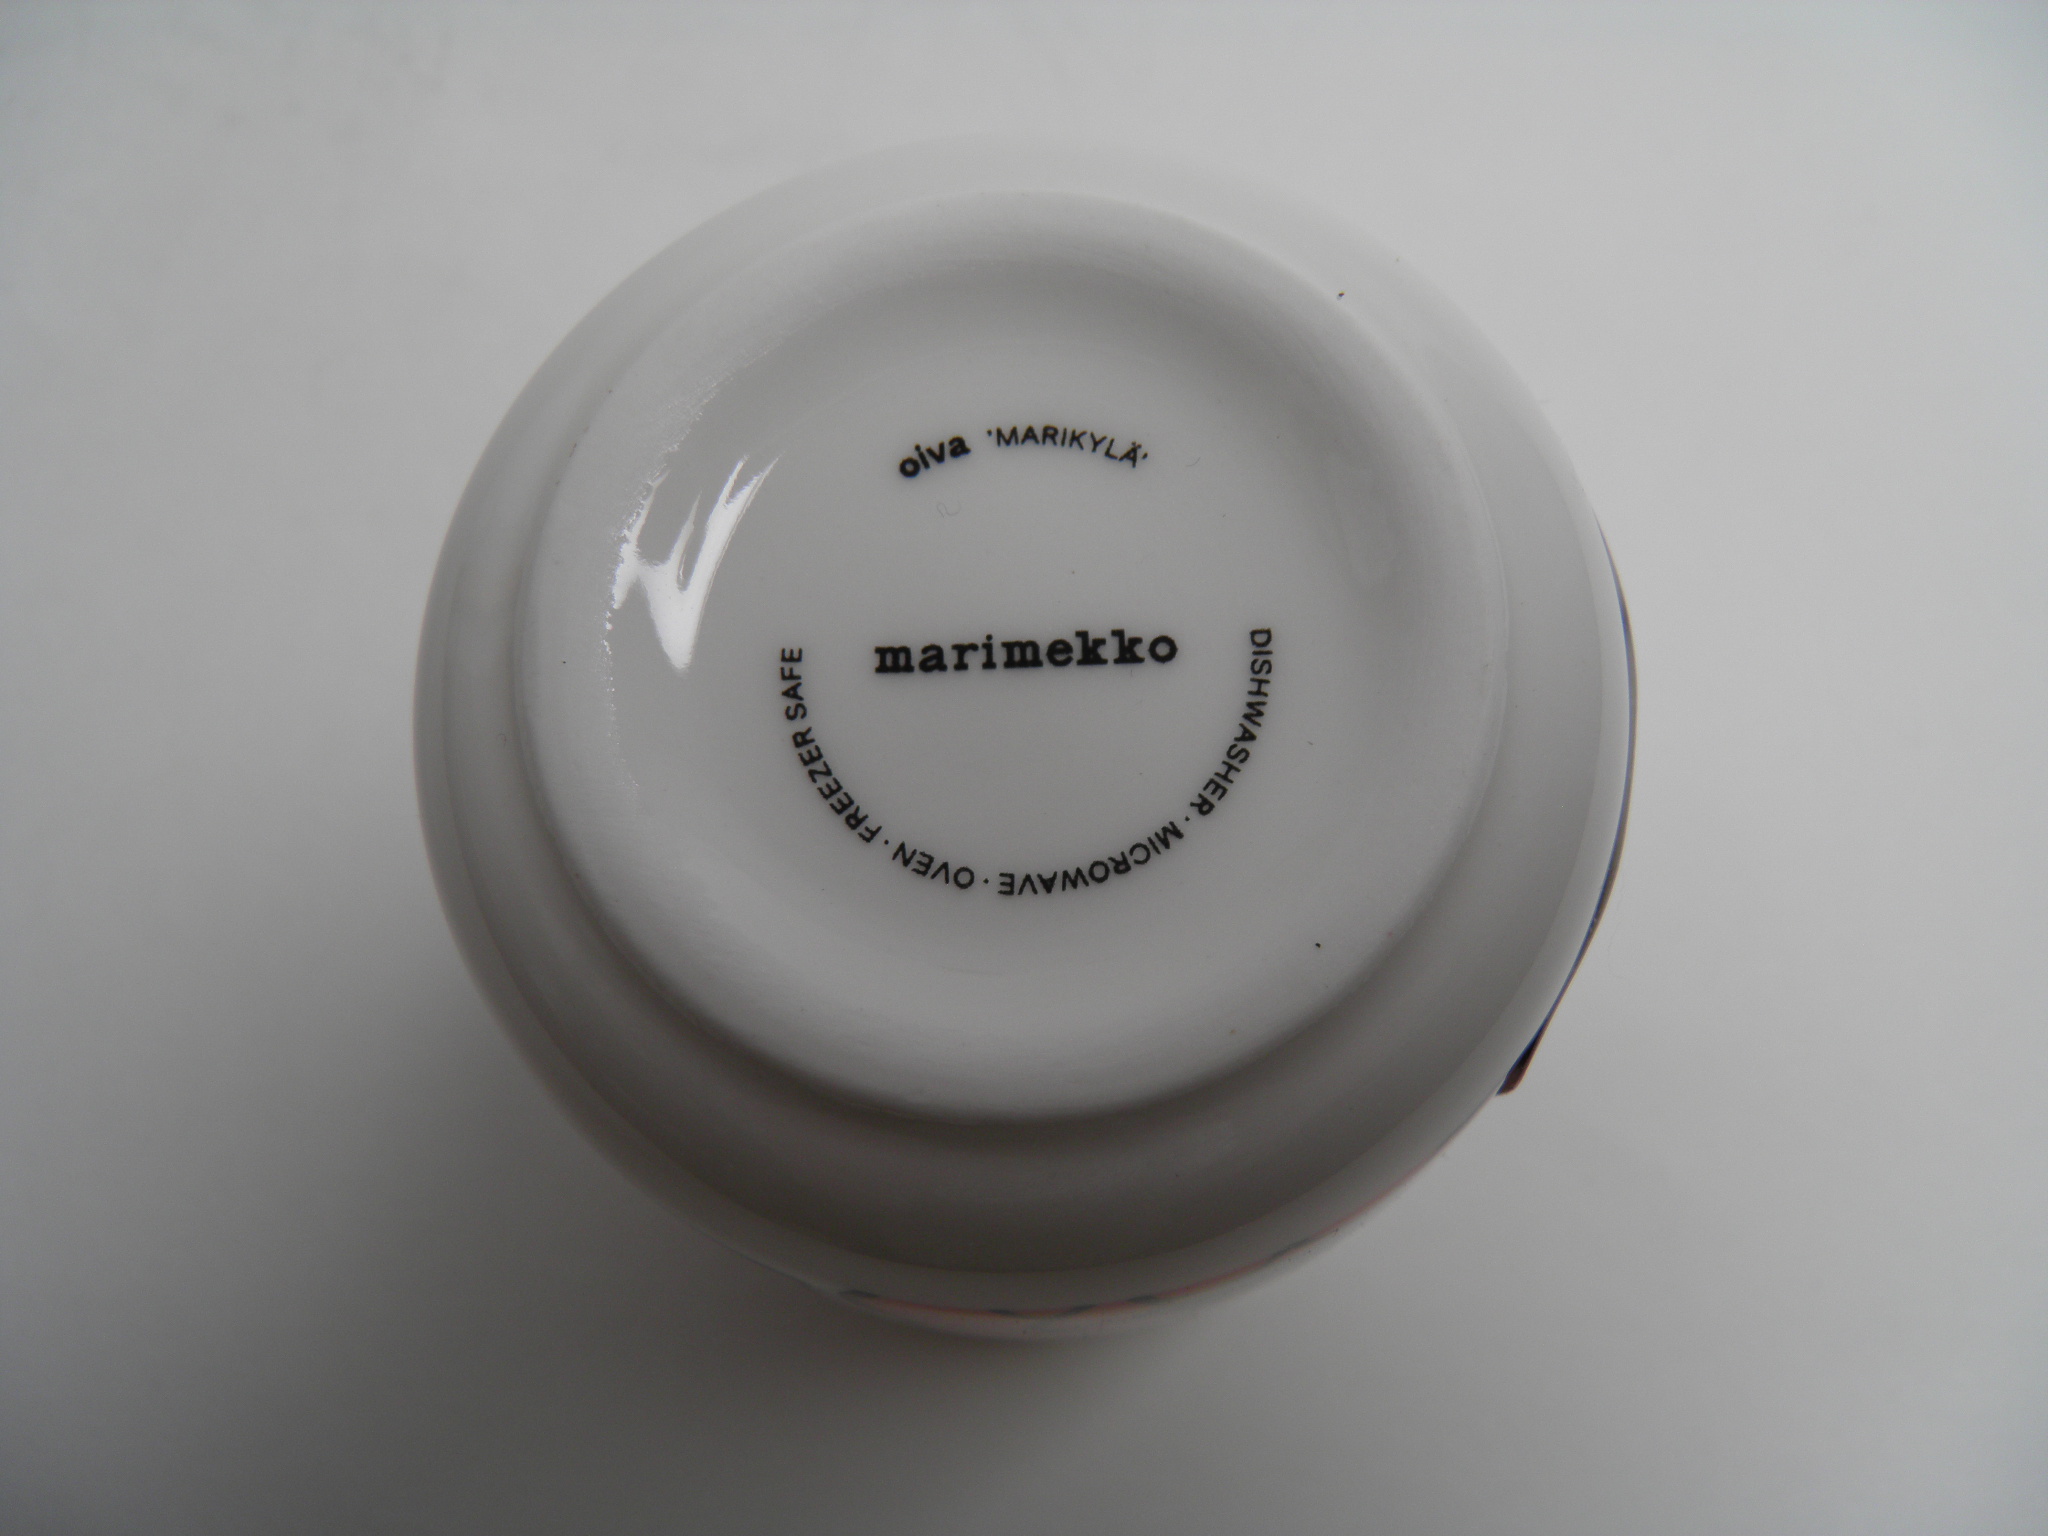 oiva 'MARIKYLÄ'
marimekko
DISHWASHER · MICROWAVE · OVEN · FREEZER SAFE